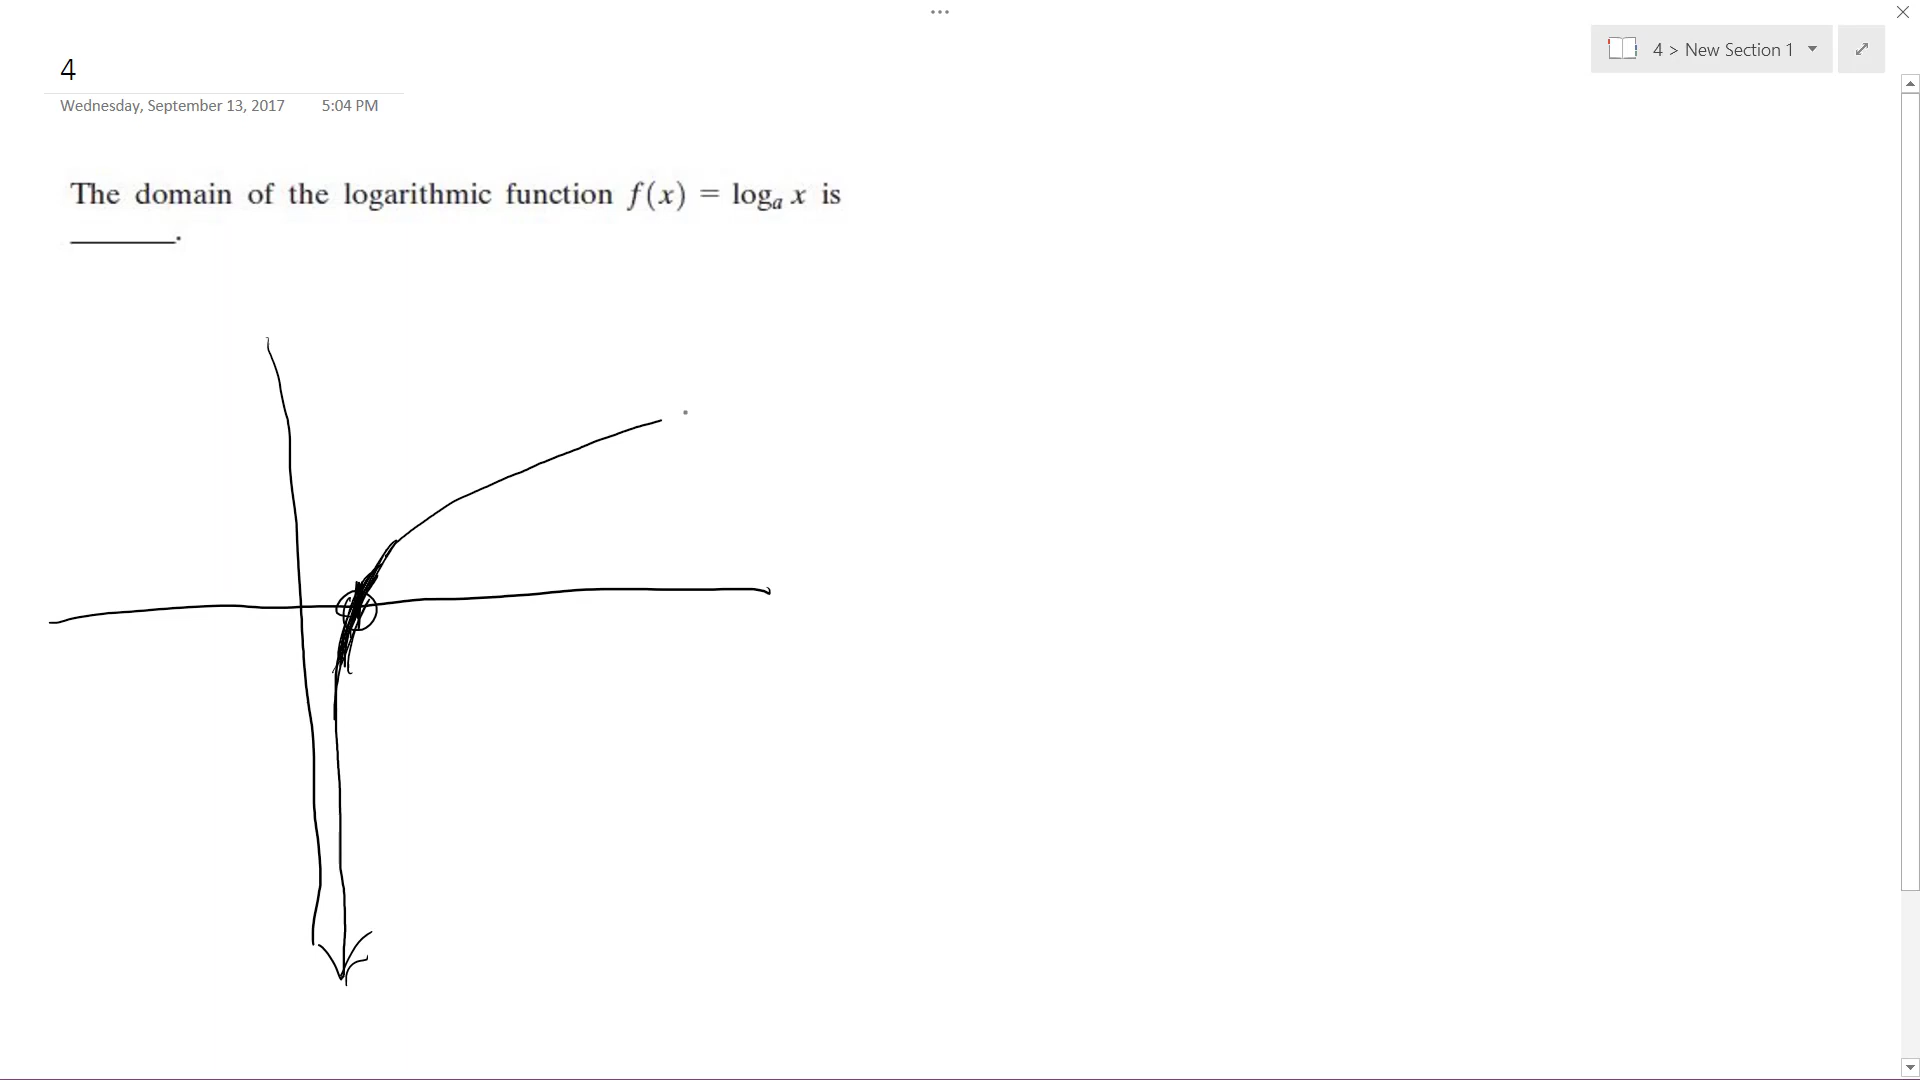 4 > New Section 1
4
Wednesday, September 13, 2017 5:04 PM
The domain of the logarithmic function f(x) = logₐ x is
______.